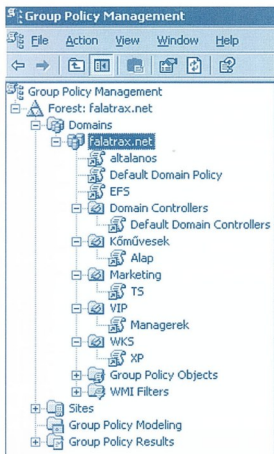 Group Policy Management
File Action View Window Help
Group Policy Management
Forest: falatrax.net
Domains
falatrax.net
altalanos
Default Domain Policy
EFS
Domain Controllers
Default Domain Controllers
Kőművesek
Alap
Marketing
TS
VIP
Managerek
WKS
XP
Group Policy Objects
WMI Filters
Sites
Group Policy Modeling
Group Policy Results